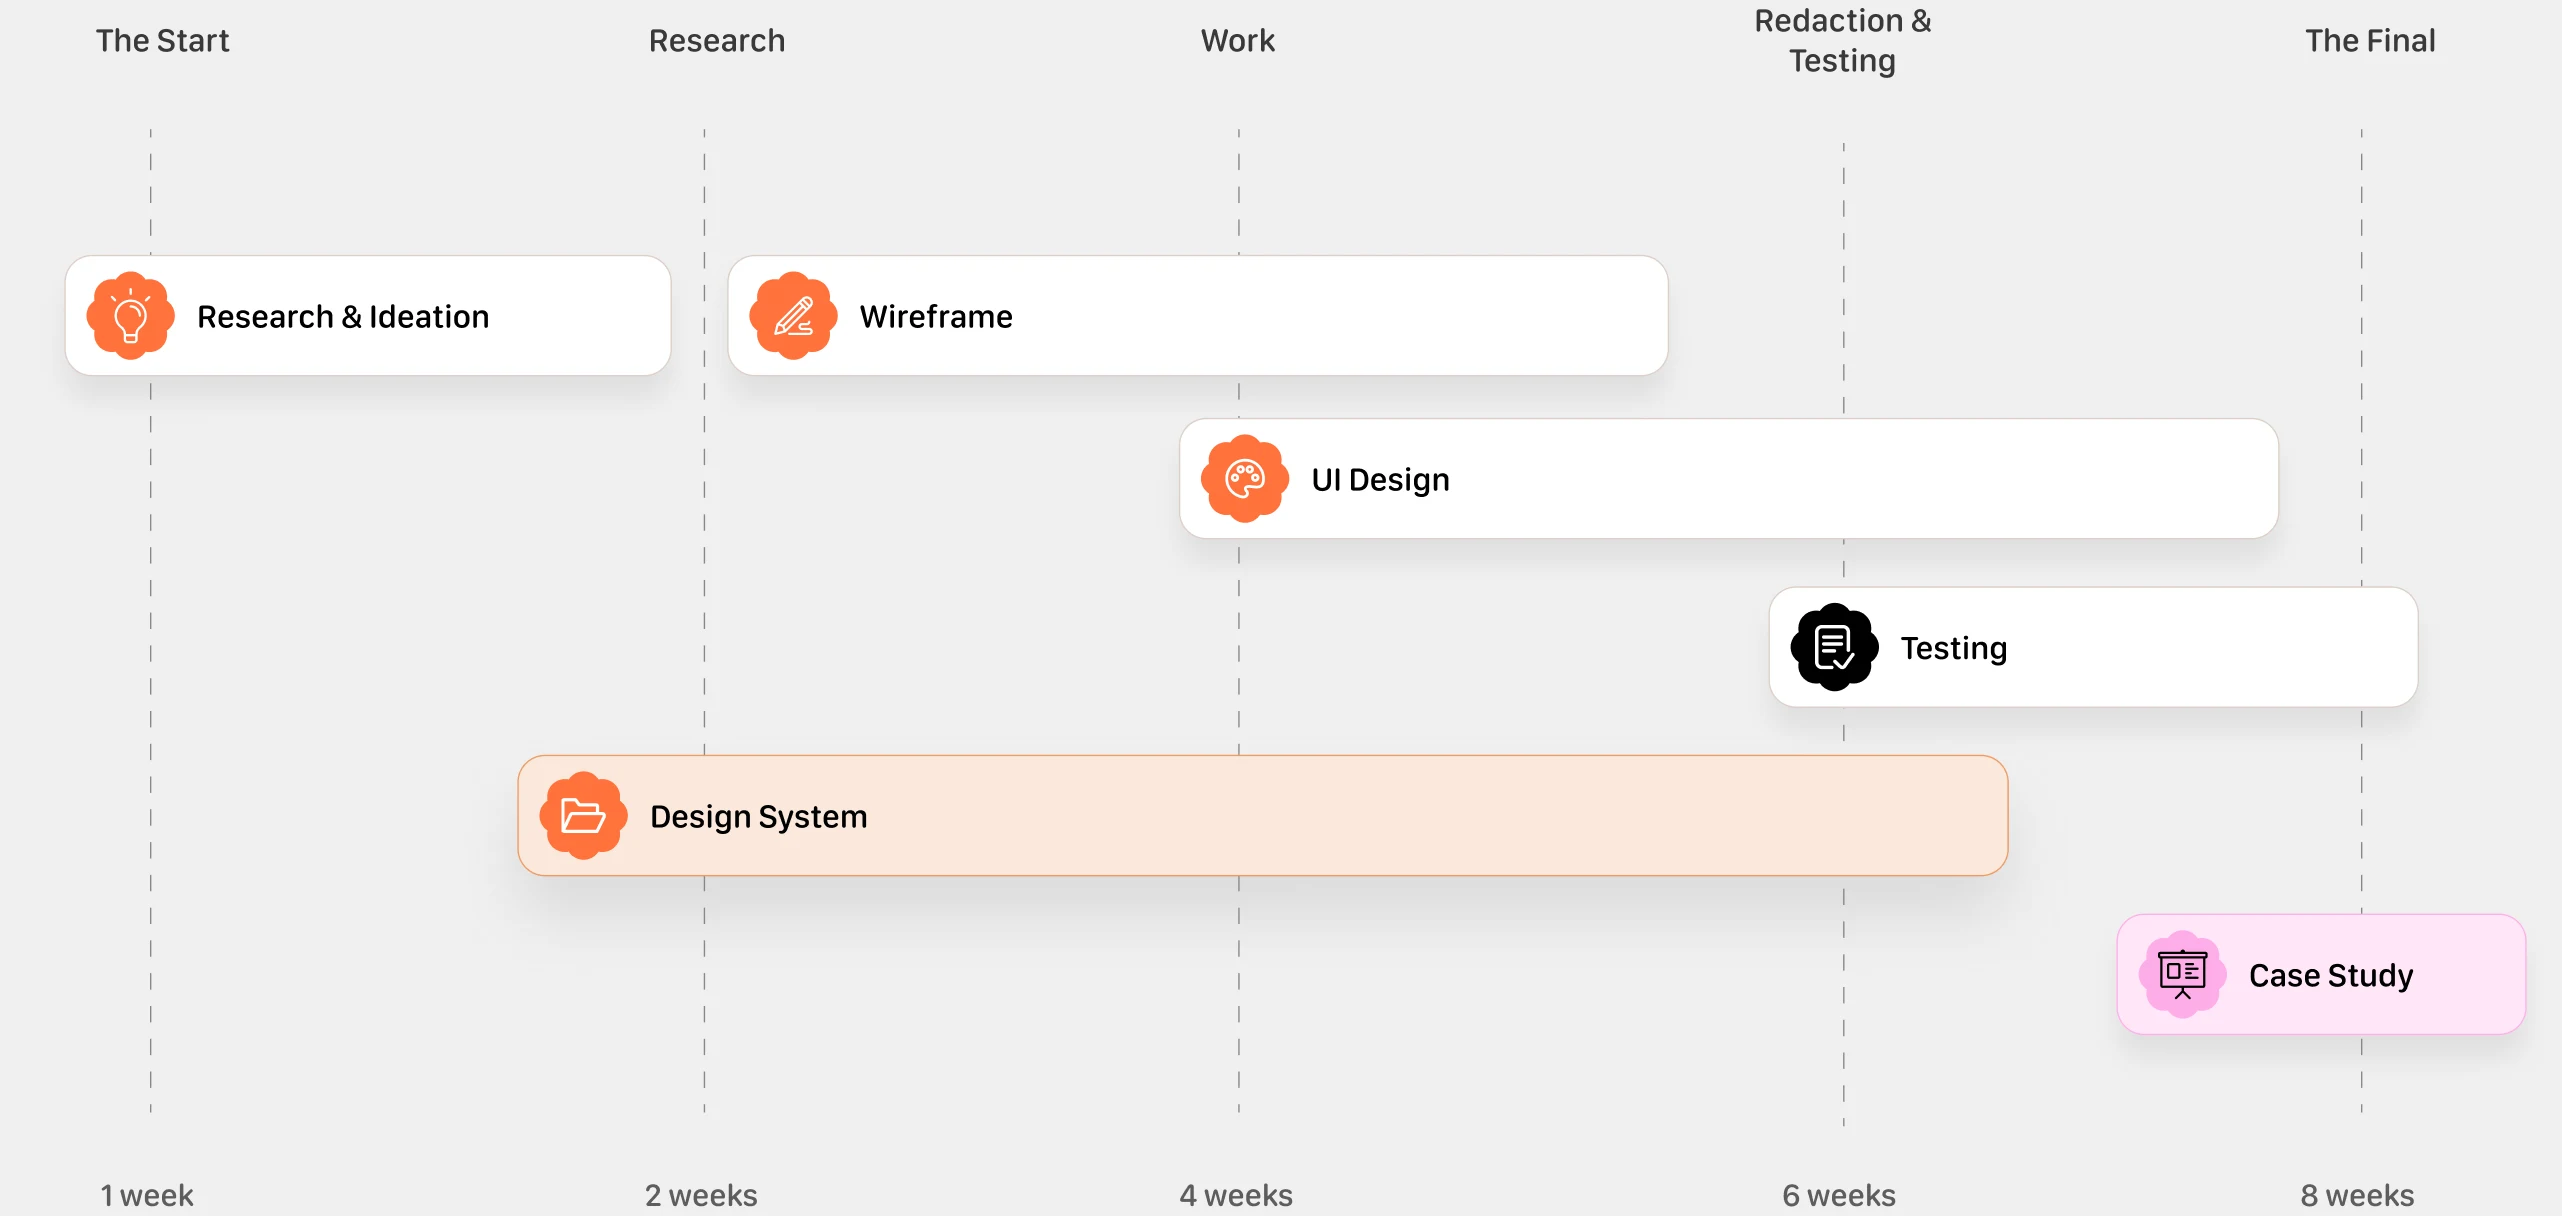 The Start
Research
Work
Redaction &
Testing
The Final
Research & Ideation
Wireframe
UI Design
Testing
Design System
Case Study
1 week
2 weeks
4 weeks
6 weeks
8 weeks